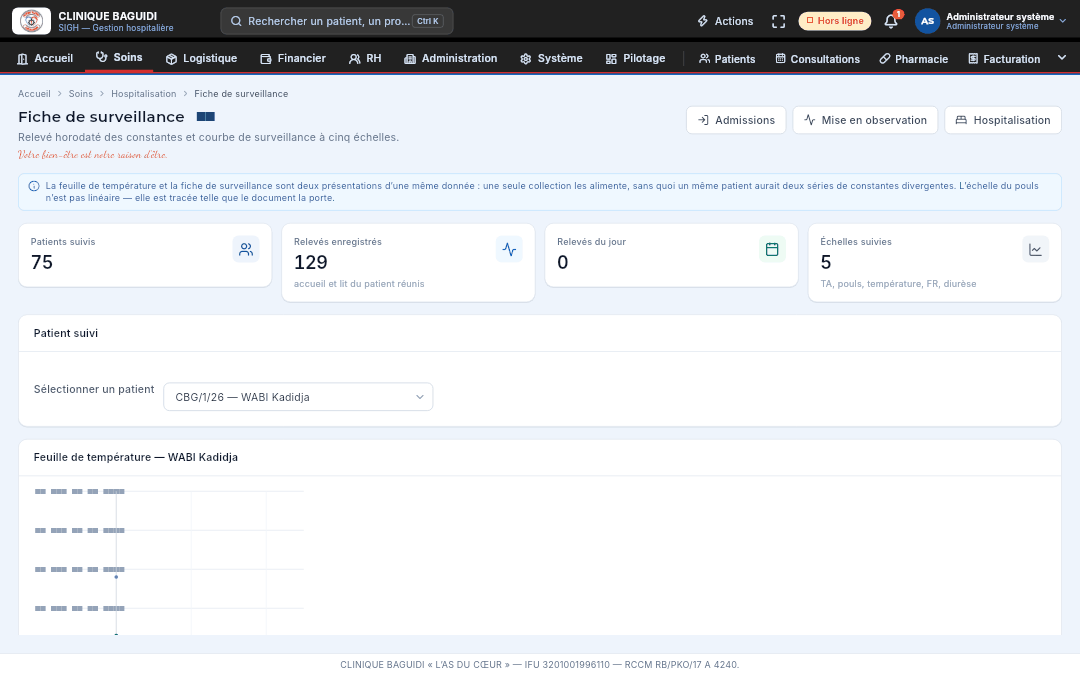 CLINIQUE BAGUIDI
SIGH — Gestion hospitalière
Rechercher un patient, un pro... Ctrl K
Actions
Hors ligne
1
AS
Administrateur système
Administrateur système
Accueil
Soins
Logistique
Financier
RH
Administration
Système
Pilotage
Patients
Consultations
Pharmacie
Facturation
Accueil > Soins > Hospitalisation > Fiche de surveillance
Fiche de surveillance
Relevé horodaté des constantes et courbe de surveillance à cinq échelles.
Votre bien-être est notre raison d'être.
Admissions
Mise en observation
Hospitalisation
La feuille de température et la fiche de surveillance sont deux présentations d'une même donnée : une seule collection les alimente, sans quoi un même patient aurait deux séries de constantes divergentes. L'échelle du pouls
n'est pas linéaire — elle est tracée telle que le document la porte.
Patients suivis
75
Relevés enregistrés
129
accueil et lit du patient réunis
Relevés du jour
0
Échelles suivies
5
TA, pouls, température, FR, diurèse
Patient suivi
Sélectionner un patient
CBG/1/26 — WABI Kadidja
Feuille de température — WABI Kadidja
CLINIQUE BAGUIDI « L'AS DU CŒUR » — IFU 3201001996110 — RCCM RB/PKO/17 A 4240.